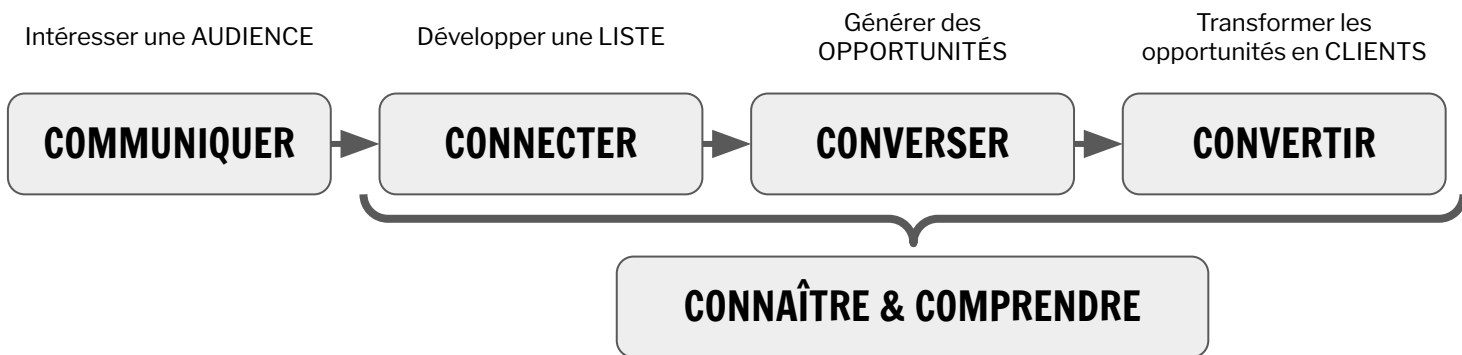 Intéresser une AUDIENCE
Développer une LISTE
Générer des
OPPORTUNITÉS
Transformer les
opportunités en CLIENTS
COMMUNIQUER
CONNECTER
CONVERSER
CONVERTIR
CONNAÎTRE & COMPRENDRE